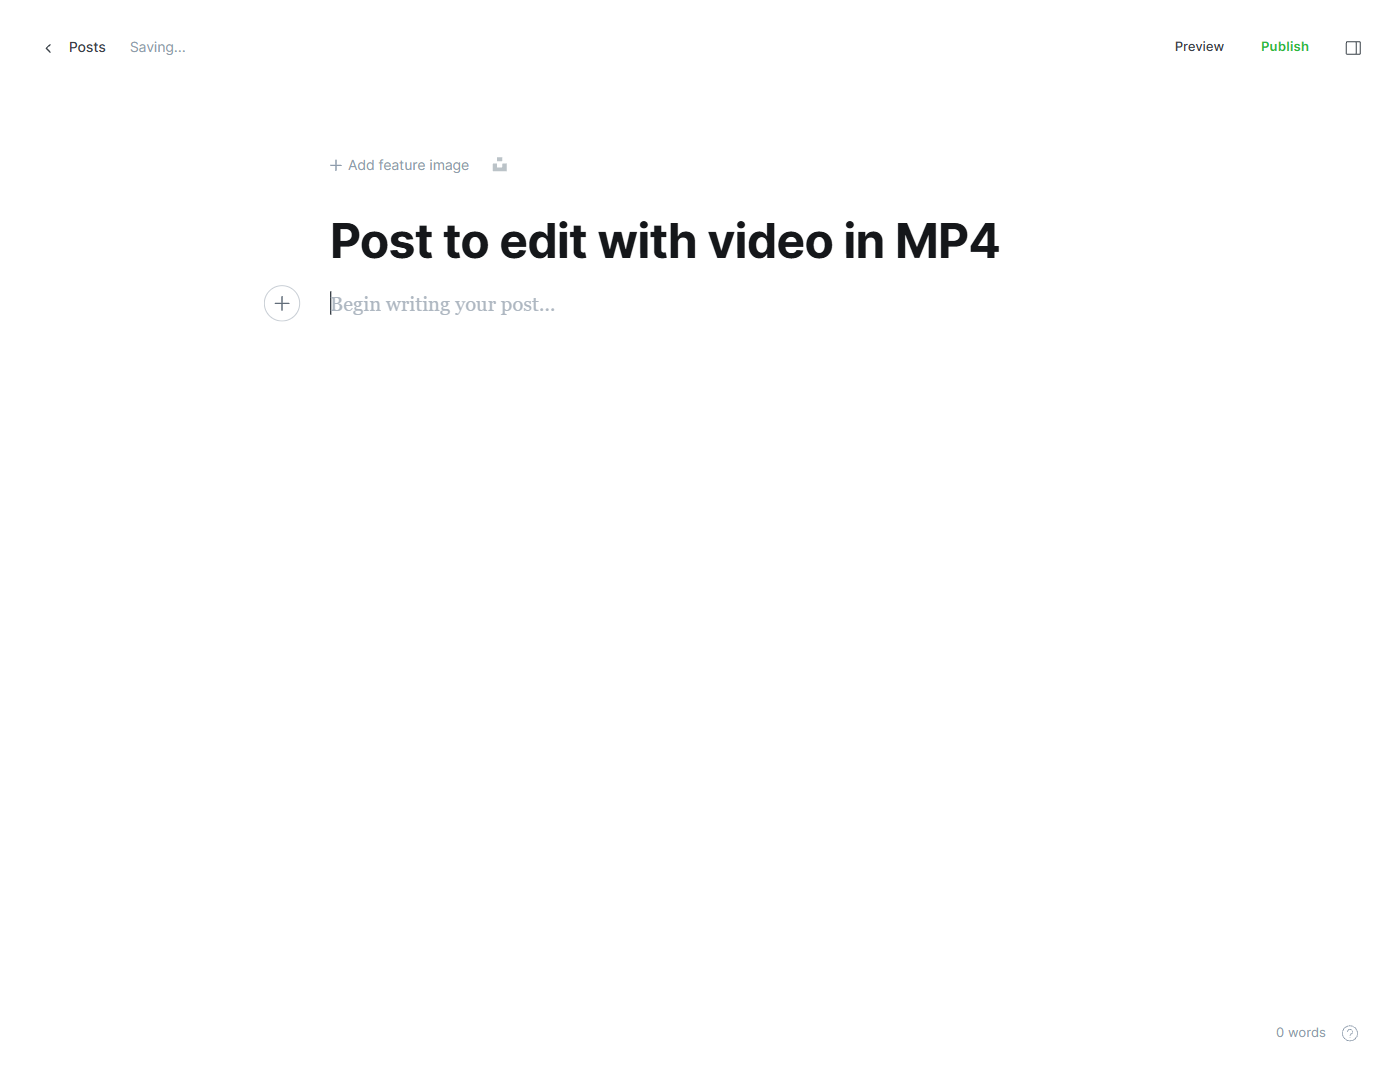 Posts Saving... Preview Publish
Add feature image
Post to edit with video in MP4
Begin writing your post...
0 words